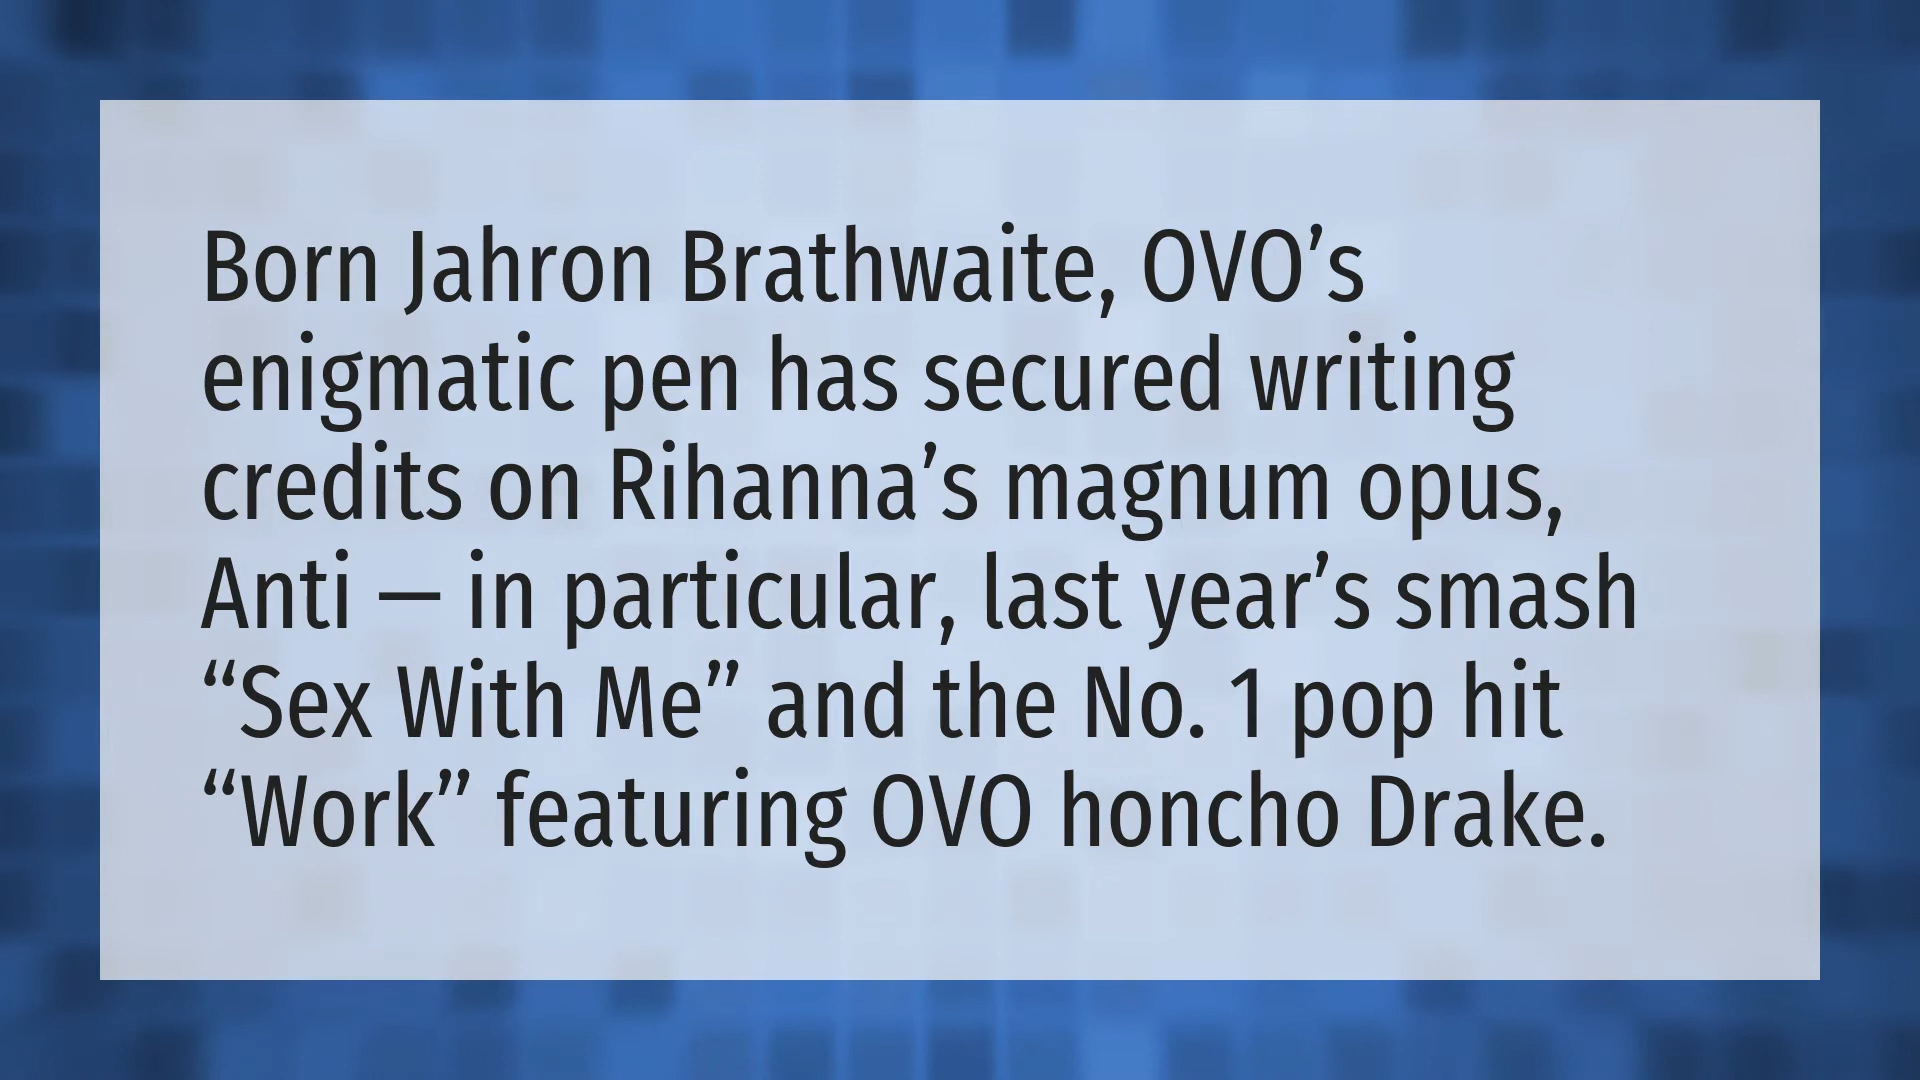 Born Jahron Brathwaite, OVO’s
enigmatic pen has secured writing
credits on Rihanna’s magnum opus,
Anti — in particular, last year’s smash
“Sex With Me” and the No. 1 pop hit
“Work” featuring OVO honcho Drake.